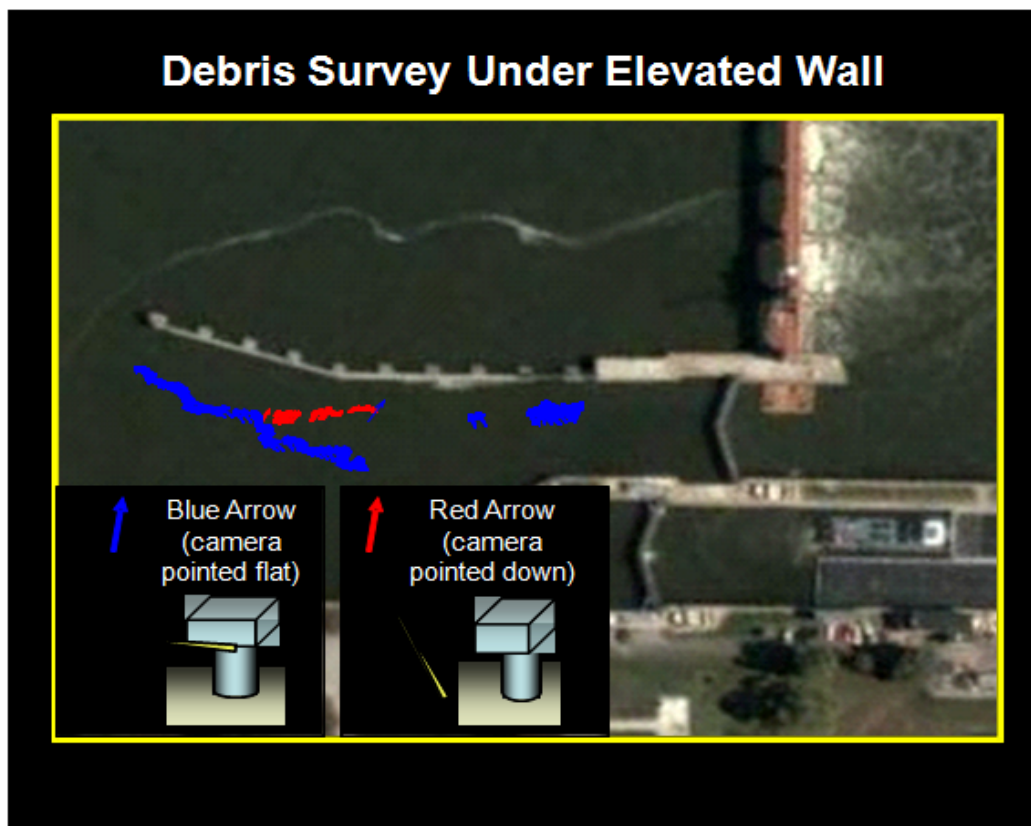 Debris Survey Under Elevated Wall
Blue Arrow
(camera
pointed flat)
Red Arrow
(camera
pointed down)